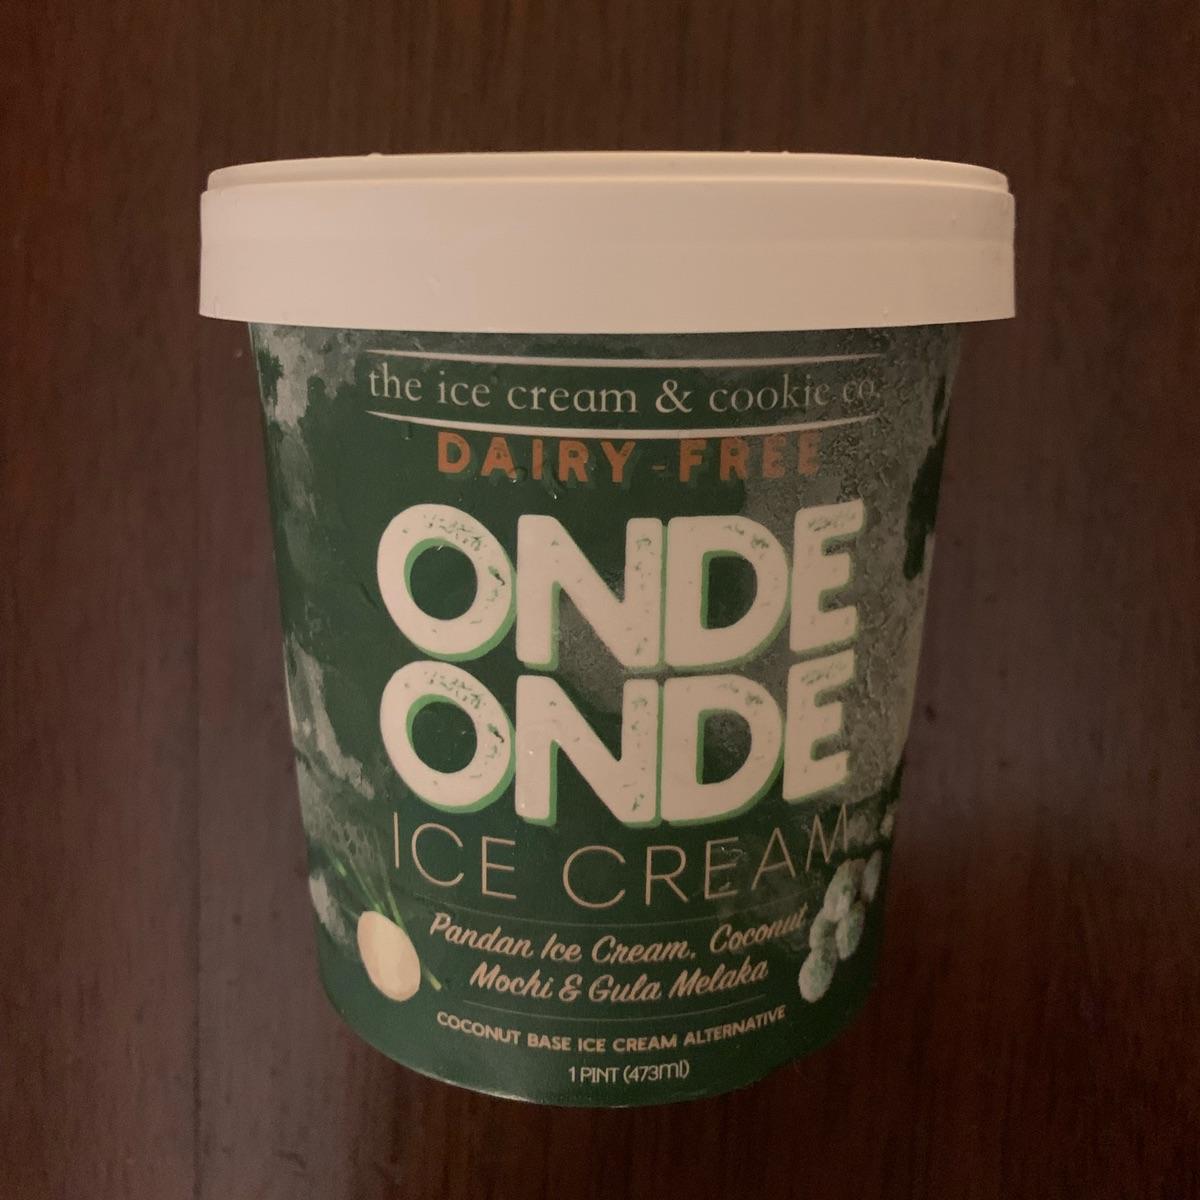 the ice cream & cookie co.
DAIRY-FREE
ONDE
ONDE
ICE CREAM
Pandan Ice Cream, Coconut
Mochi & Gula Melaka
COCONUT BASE ICE CREAM ALTERNATIVE
1 PINT (473ml)